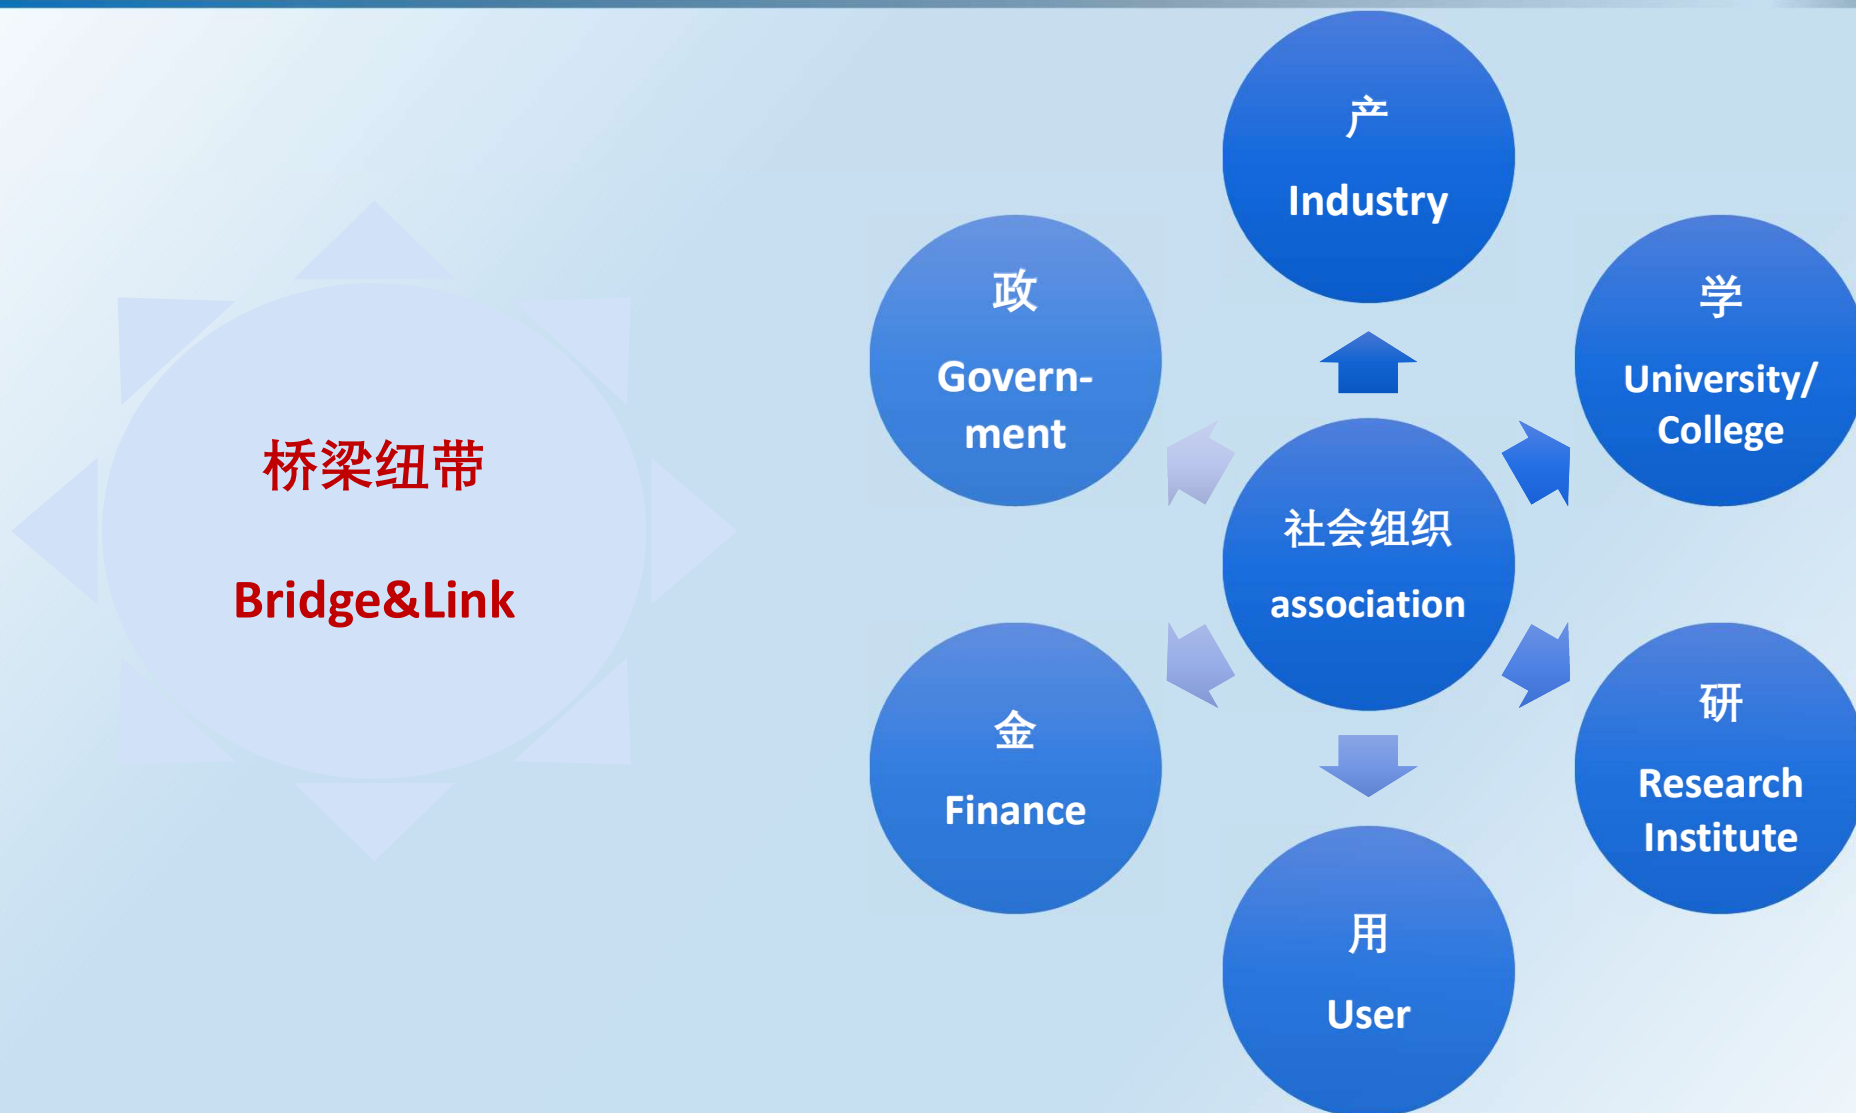 桥梁纽带
Bridge&Link
产
Industry
学
University/
College
研
Research
Institute
用
User
金
Finance
政
Govern-
ment
社会组织
association